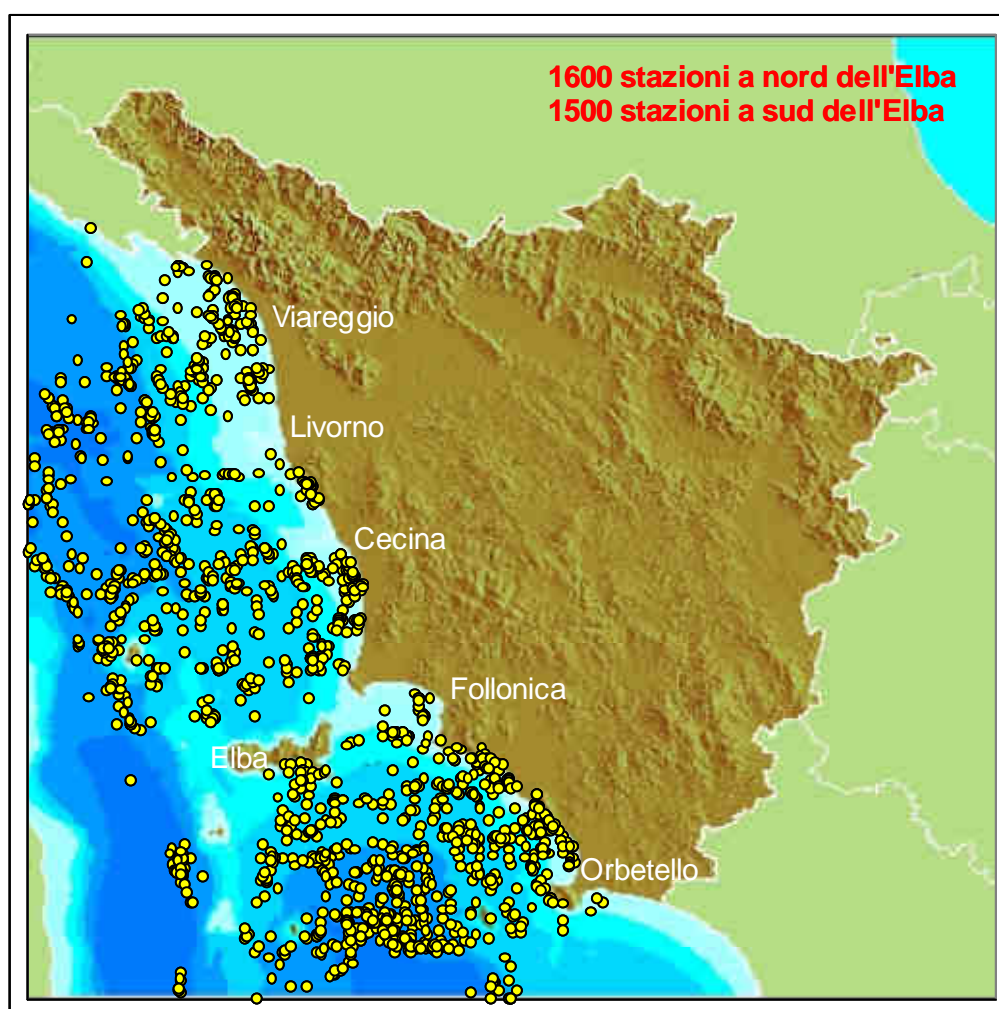 1600 stazioni a nord dell'Elba
1500 stazioni a sud dell'Elba
Viareggio
Livorno
Cecina
Follonica
Elba
Orbetello